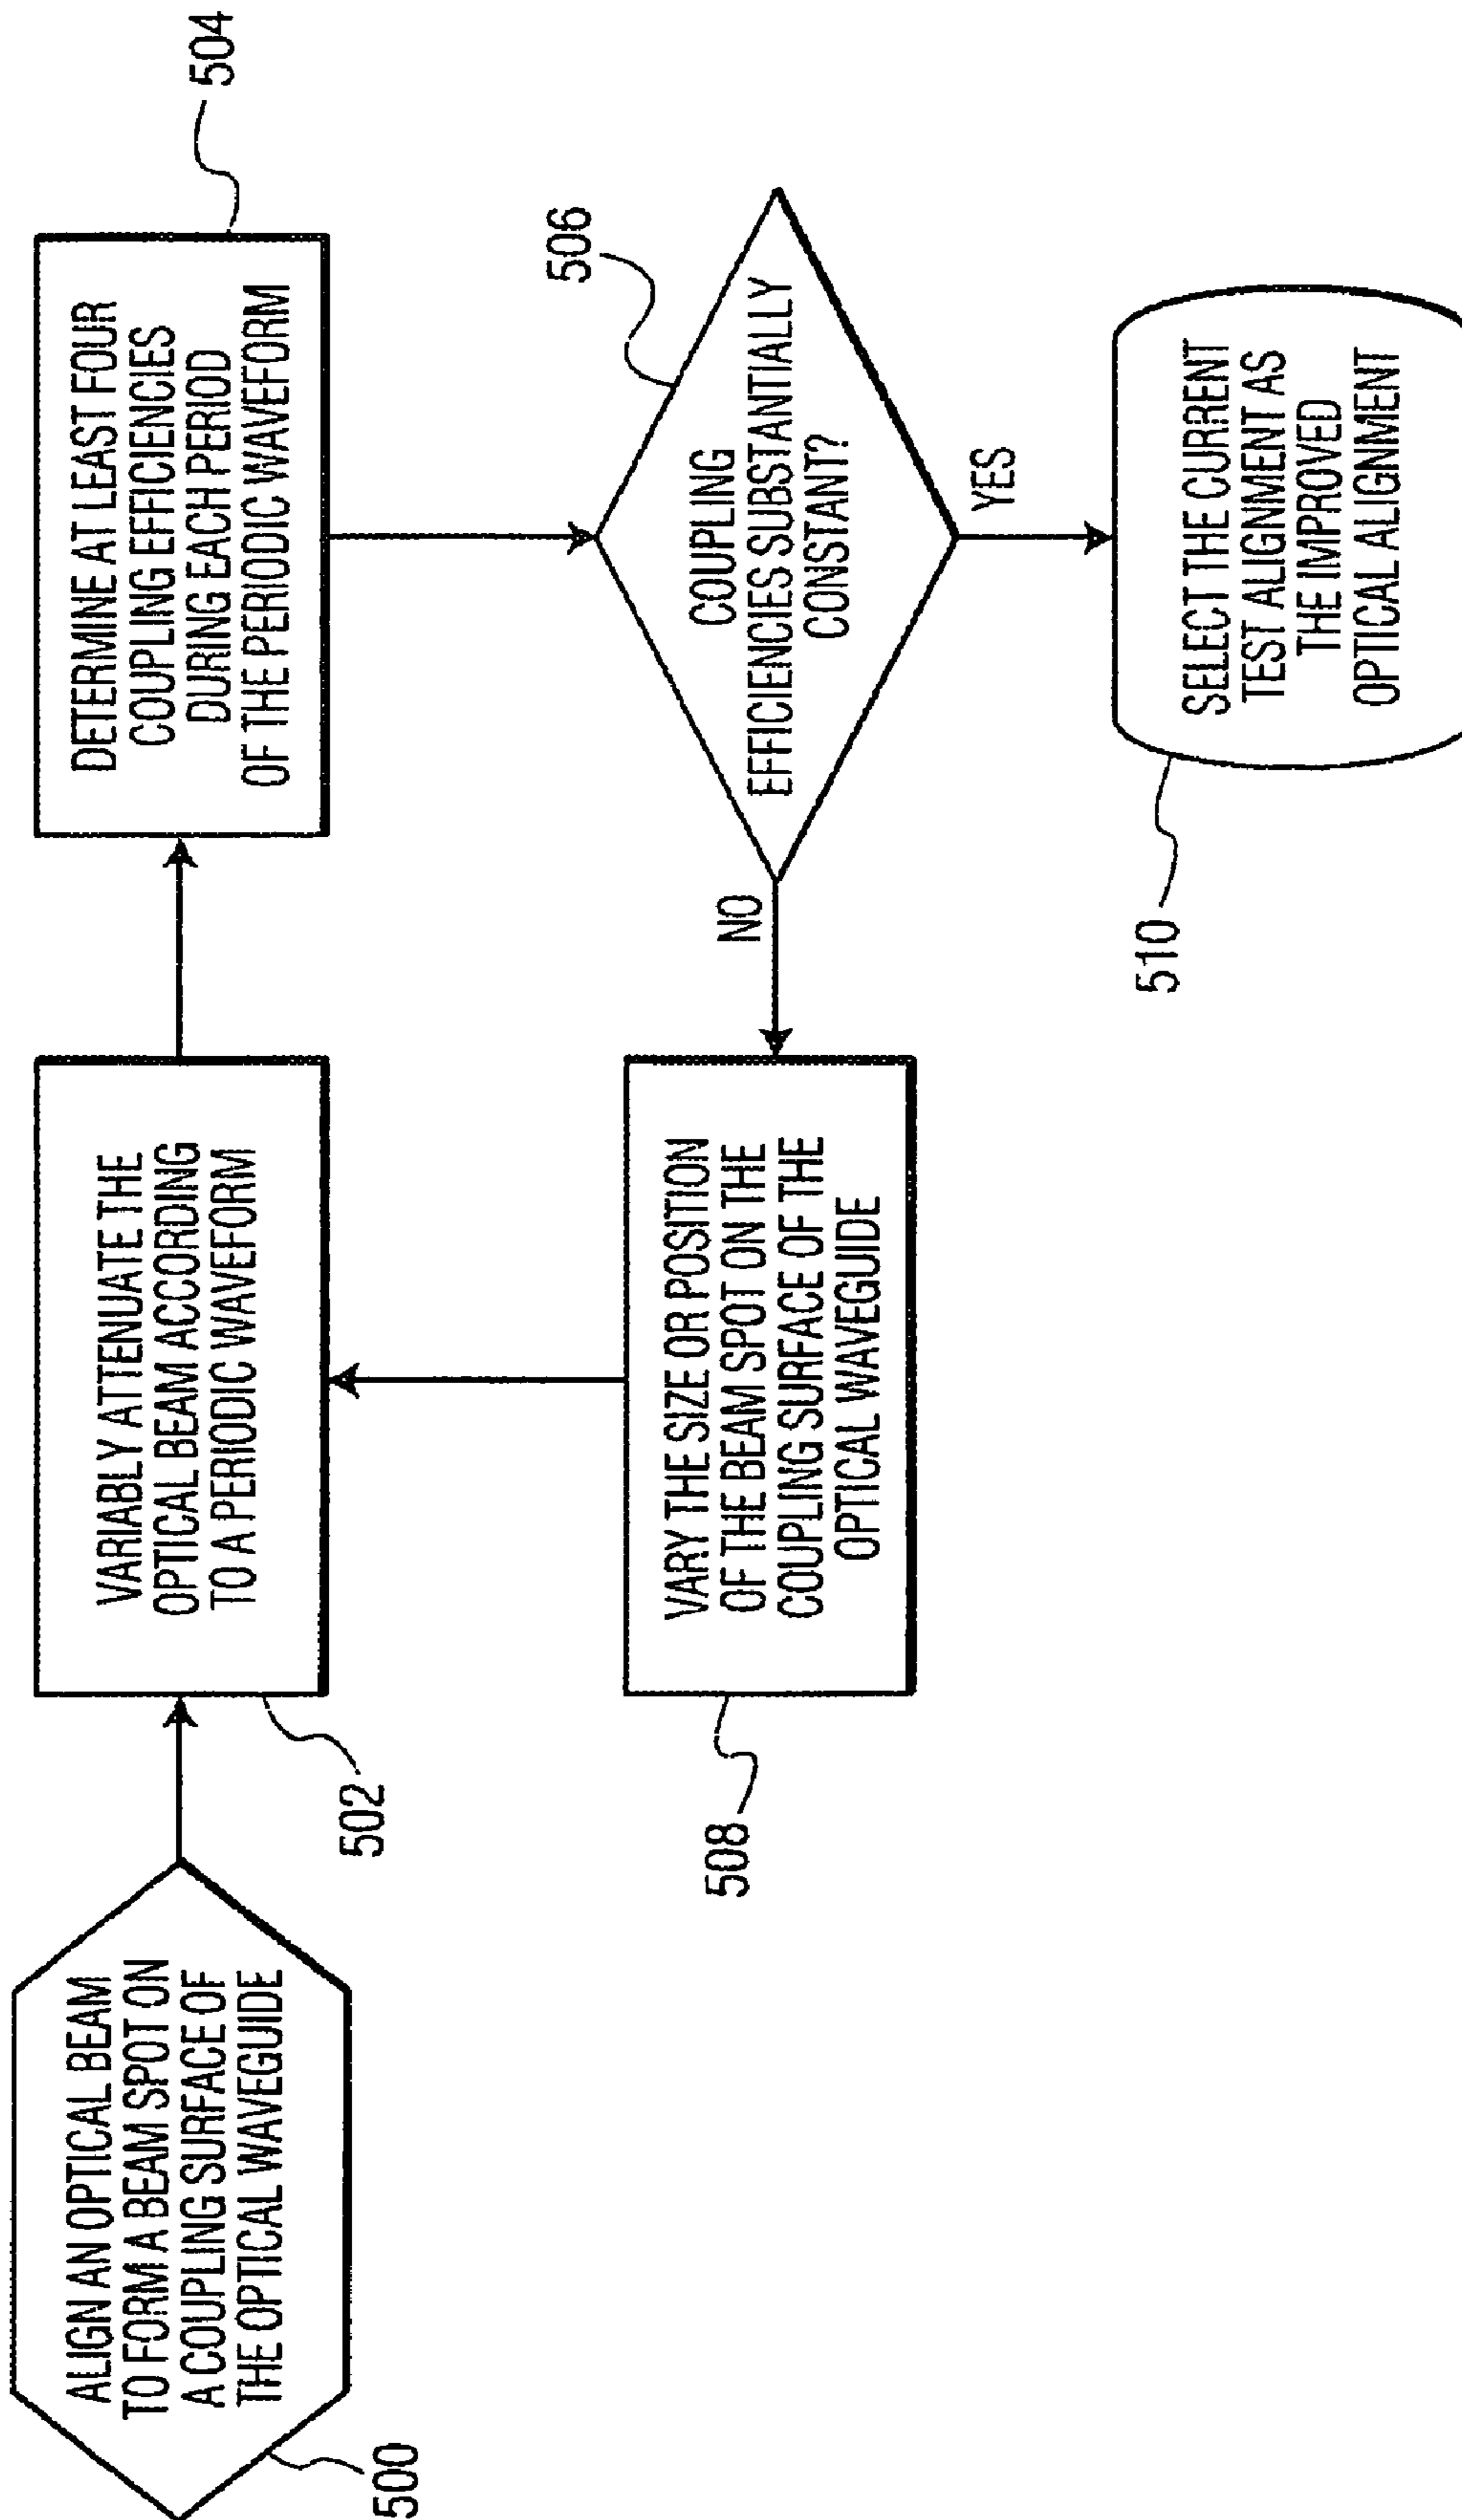 ALIGN AN OPTICAL BEAM
TO FORM A BEAM SPOT ON
A COUPLING SURFACE OF
THE OPTICAL WAVEGUIDE
500
VARIABLY ATTENUATE THE
OPTICAL BEAM ACCORDING
TO A PERIODIC WAVEFORM
502
DETERMINE AT LEAST FOUR
COUPLING EFFICIENCIES
DURING EACH PERIOD
OF THE PERIODIC WAVEFORM
504
COUPLING
EFFICIENCIES SUBSTANTIALLY
CONSTANT?
506
NO
YES
VARY THE SIZE OR POSITION
OF THE BEAM SPOT ON THE
COUPLING SURFACE OF THE
OPTICAL WAVEGUIDE
508
SELECT THE CURRENT
TEST ALIGNMENT AS
THE IMPROVED
OPTICAL ALIGNMENT
510